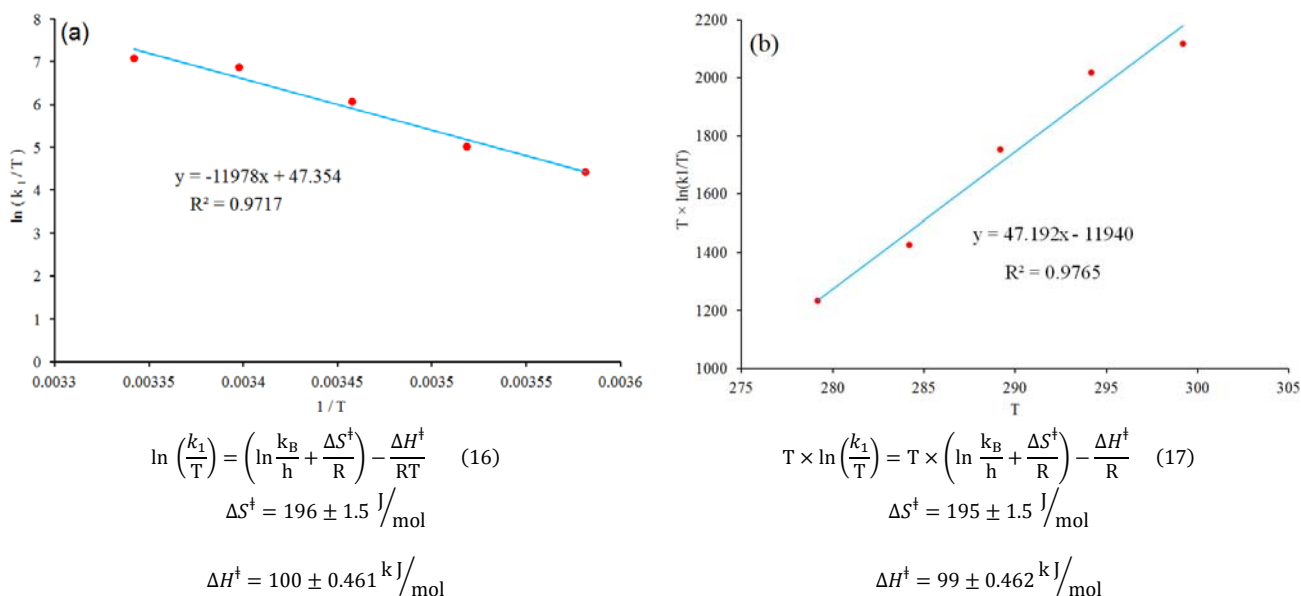 (a)
8
7
6
5
4
3
2
1
0
ln ( k₁ / T )
y = -11978x + 47.354
R² = 0.9717
0.0033 0.00335 0.0034 0.00345 0.0035 0.00355 0.0036
1 / T
(b)
2200
2000
1800
1600
1400
1200
1000
T × ln(k1/T)
y = 47.192x - 11940
R² = 0.9765
275 280 285 290 295 300 305
T
ln (k₁/T) = (ln k_B/h + ΔS‡/R) − ΔH‡/RT (16)
ΔS‡ = 196 ± 1.5 J/mol
ΔH‡ = 100 ± 0.461 k J/mol
T × ln(k₁/T) = T × (ln k_B/h + ΔS‡/R) − ΔH‡/R (17)
ΔS‡ = 195 ± 1.5 J/mol
ΔH‡ = 99 ± 0.462 k J/mol